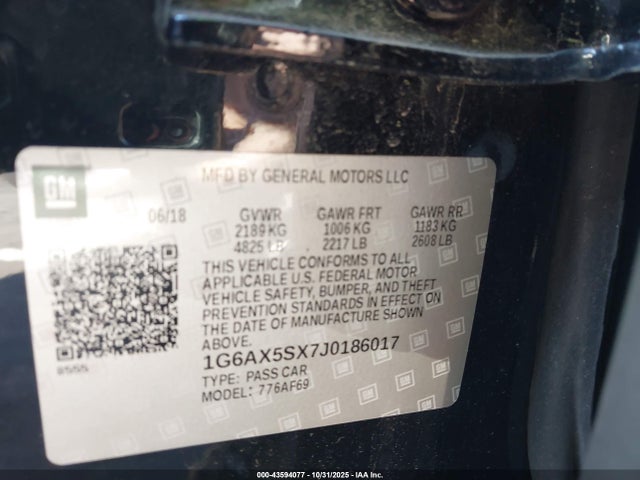 GM
MFD BY GENERAL MOTORS LLC
06/18 GVWR GAWR FRT GAWR RR
2189 KG 1006 KG 1183 KG
4825 LB 2217 LB 2608 LB
THIS VEHICLE CONFORMS TO ALL
APPLICABLE U.S. FEDERAL MOTOR
VEHICLE SAFETY, BUMPER, AND THEFT
PREVENTION STANDARDS IN EFFECT ON
THE DATE OF MANUFACTURE SHOWN
ABOVE.
1G6AX5SX7J0186017
TYPE: PASS CAR
MODEL: 776AF69
000-43594077 - 10/31/2025 - © IAA Inc.